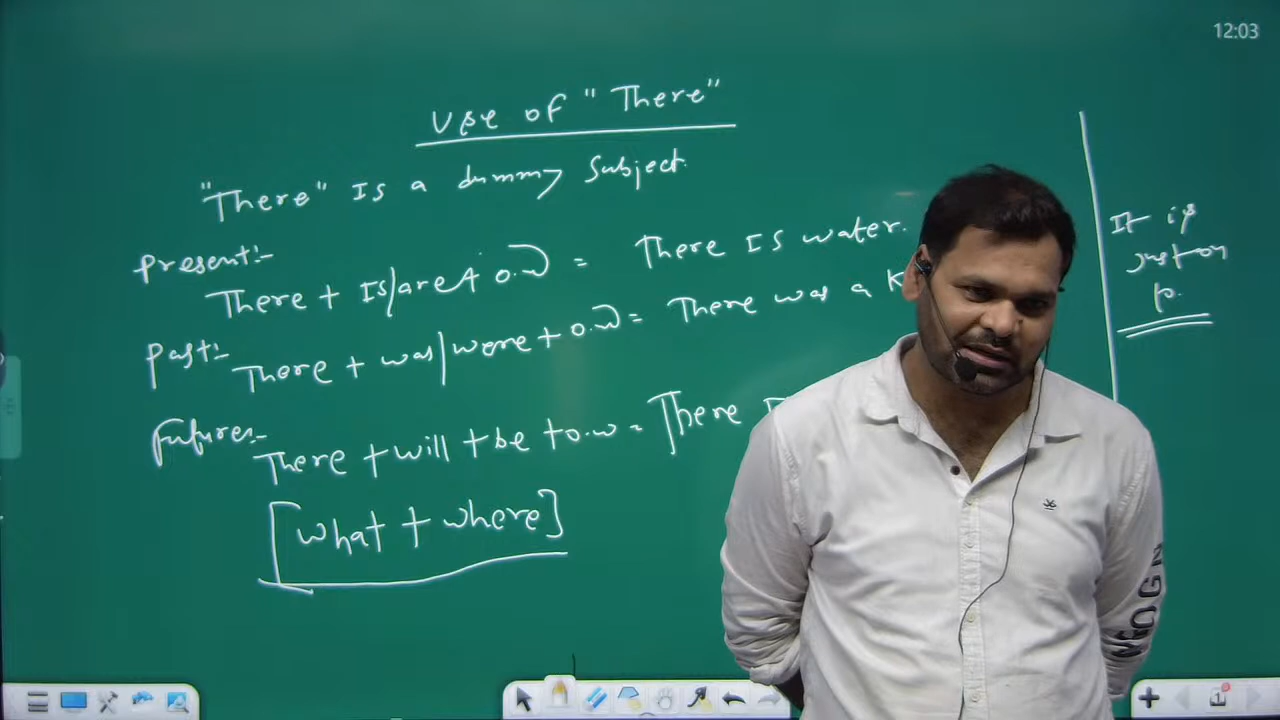 12:03
Use of "There"
"There" Is a dummy Subject.
Present:-
There + Is/are + o.w = There Is water.
Past:-
There + was/were + o.w = There was a
Future:-
There + will + be + o.w = There
[what + where]
It is
p.